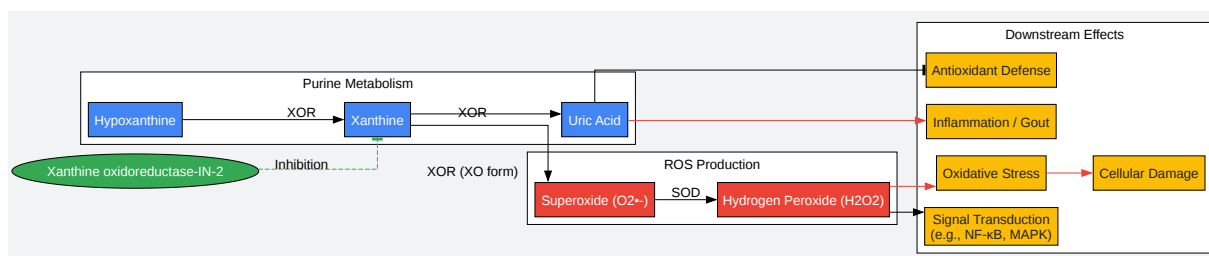 Downstream Effects
Purine Metabolism
Antioxidant Defense
Hypoxanthine
XOR
Xanthine
XOR
Uric Acid
Inflammation / Gout
Xanthine oxidoreductase-IN-2
Inhibition
XOR (XO form)
ROS Production
Superoxide (O2•-)
SOD
Hydrogen Peroxide (H2O2)
Oxidative Stress
Cellular Damage
Signal Transduction
(e.g., NF-κB, MAPK)